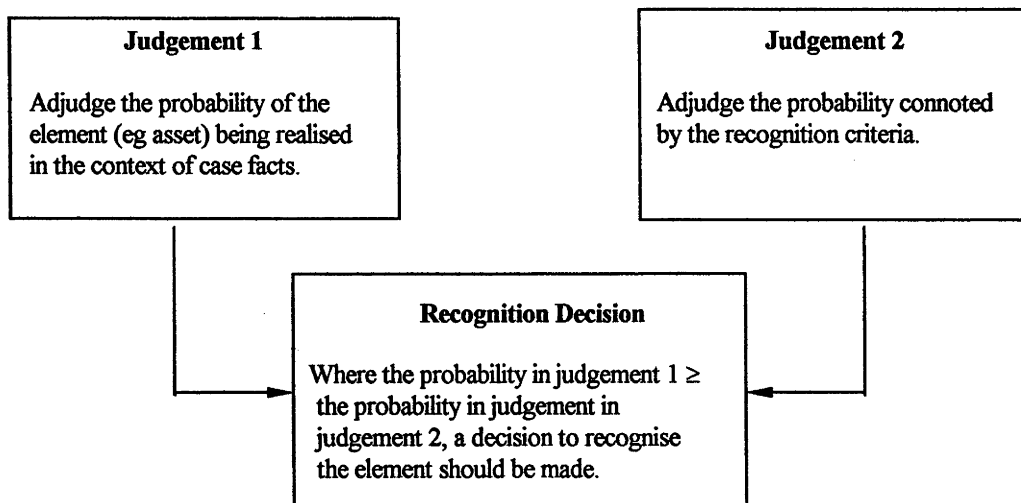 Judgement 1
Adjudge the probability of the
element (eg asset) being realised
in the context of case facts.
Judgement 2
Adjudge the probability connoted
by the recognition criteria.
Recognition Decision
Where the probability in judgement 1 ≥
the probability in judgement in
judgement 2, a decision to recognise
the element should be made.